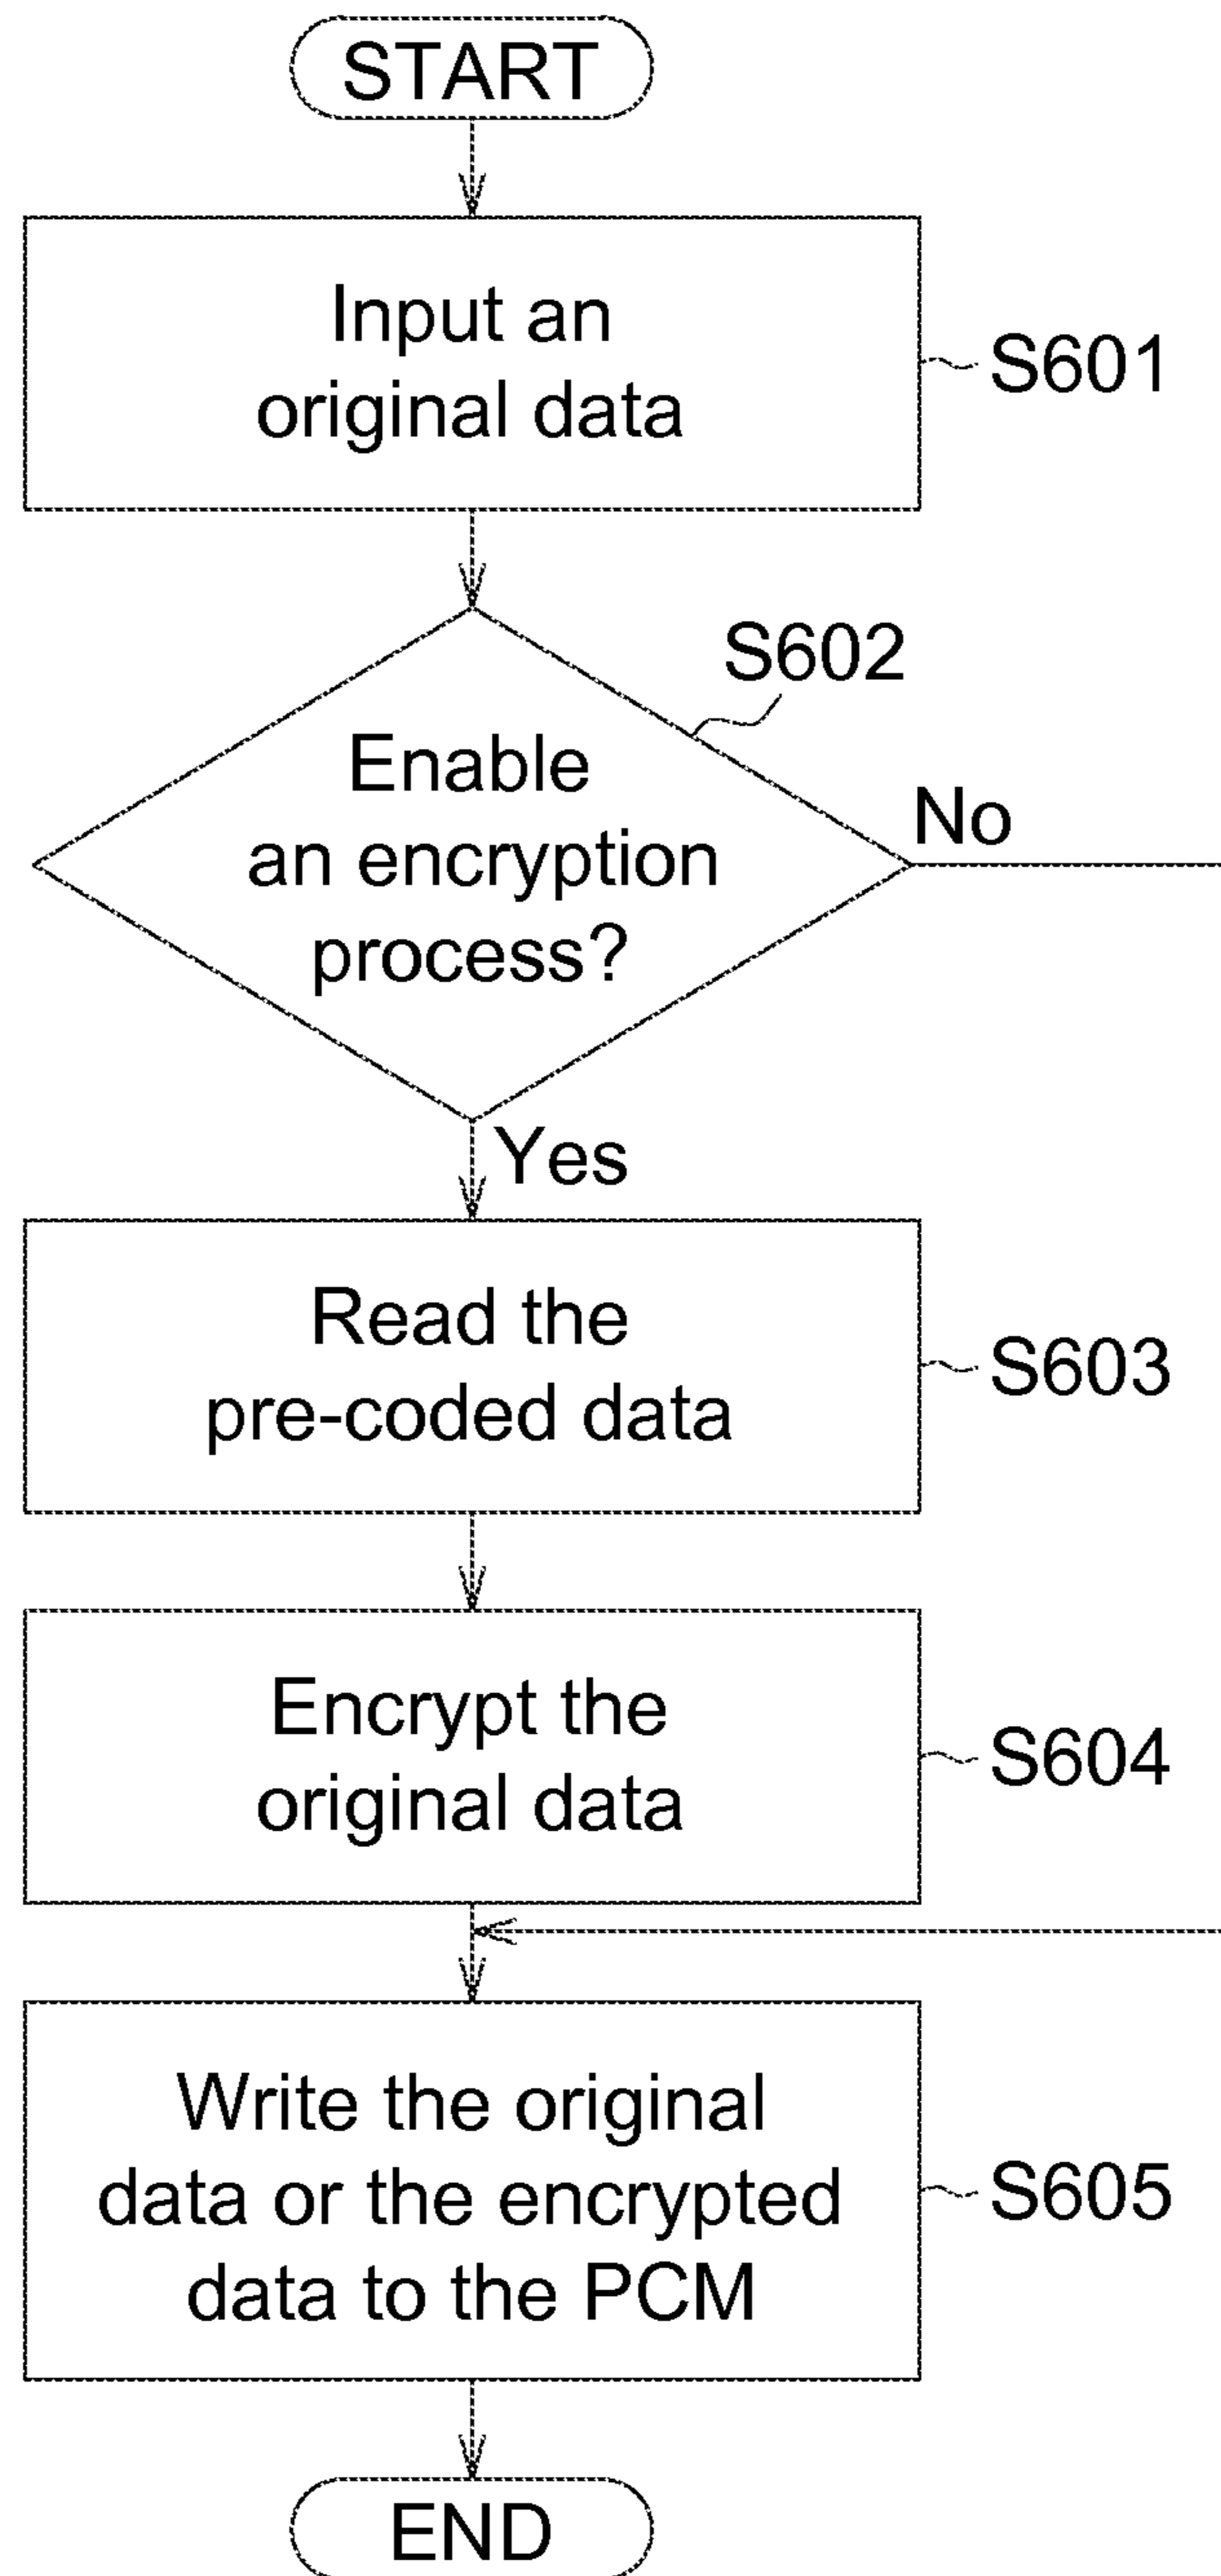 START
Input an
original data
S601
S602
Enable
an encryption
process?
No
Yes
Read the
pre-coded data
S603
Encrypt the
original data
S604
Write the original
data or the encrypted
data to the PCM
S605
END